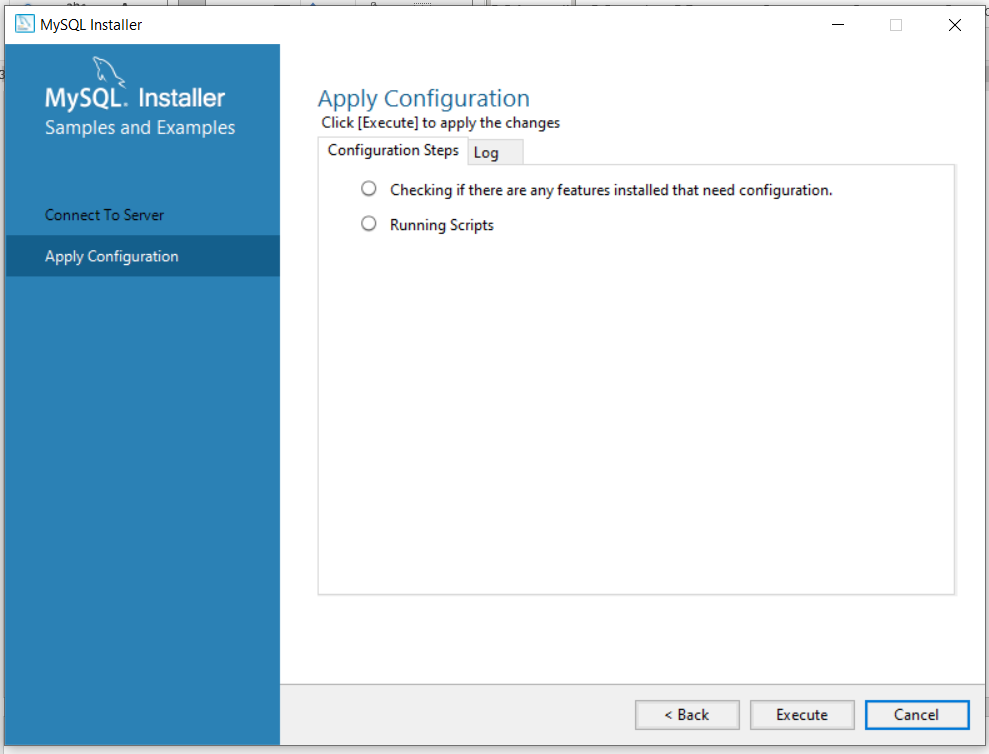 MySQL Installer
MySQL. Installer
Samples and Examples
Connect To Server
Apply Configuration
Apply Configuration
Click [Execute] to apply the changes
Configuration Steps
Log
Checking if there are any features installed that need configuration.
Running Scripts
< Back
Execute
Cancel